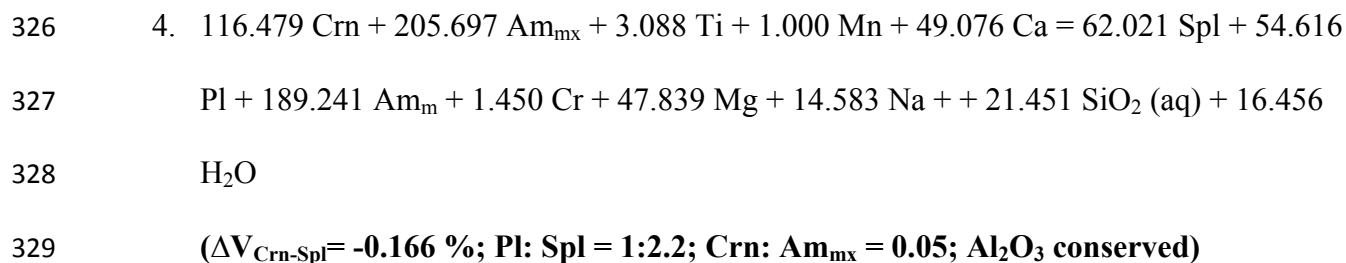 326 4. 116.479 Crn + 205.697 Ammx + 3.088 Ti + 1.000 Mn + 49.076 Ca = 62.021 Spl + 54.616
327 Pl + 189.241 Amm + 1.450 Cr + 47.839 Mg + 14.583 Na + + 21.451 SiO2 (aq) + 16.456
328 H2O
329 (ΔVCrn-Spl= -0.166 %; Pl: Spl = 1:2.2; Crn: Ammx = 0.05; Al2O3 conserved)